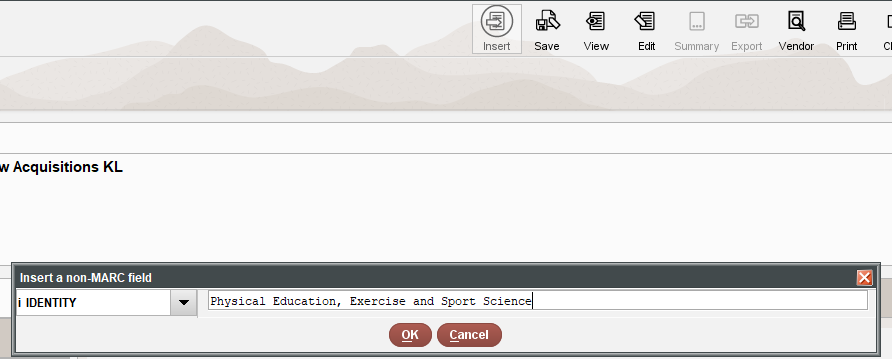 Insert
Save
View
Edit
Summary
Export
Vendor
Print
w Acquisitions KL
Insert a non-MARC field
i IDENTITY
Physical Education, Exercise and Sport Science
OK
Cancel